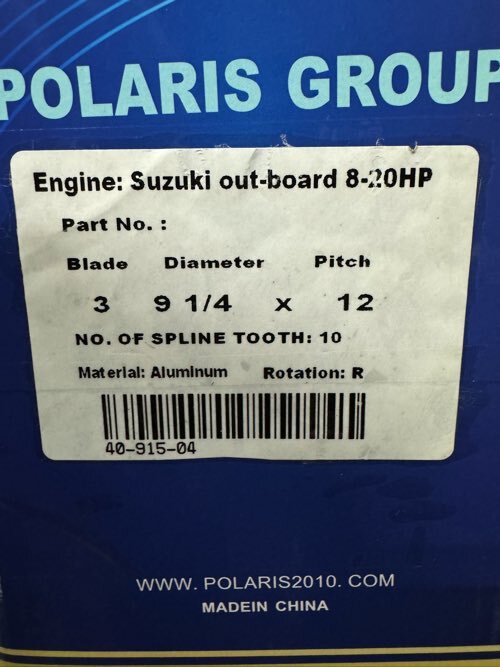 POLARIS GROUP
Engine: Suzuki out-board 8-20HP
Part No. :
Blade Diameter Pitch
3 9 1/4 x 12
NO. OF SPLINE TOOTH: 10
Material: Aluminum Rotation: R
40-915-04
WWW. POLARIS2010. COM
MADEIN CHINA